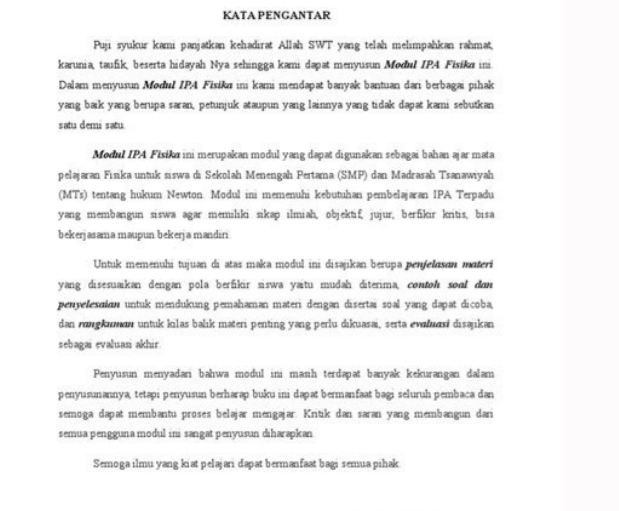 KATA PENGANTAR
Puji syukur kami panjatkan kehadirat Allah SWT yang telah melimpahkan rahmat,
karunia, taufik, beserta hidayah Nya sehingga kami dapat menyusun Modul IPA Fisika ini.
Dalam menyusun Modul IPA Fisika ini kami mendapat banyak bantuan dari berbagai pihak
yang baik yang berupa saran, petunjuk ataupun yang lainnya yang tidak dapat kami sebutkan
satu demi satu.
Modul IPA Fisika ini merupakan modul yang dapat digunakan sebagai bahan ajar mata
pelajaran Fisika untuk siswa di Sekolah Menengah Pertama (SMP) dan Madrasah Tsanawiyah
(MTs) tentang hukum Newton. Modul ini memenuhi kebutuhan pembelajaran IPA Terpadu
yang membangun siswa agar memiliki sikap ilmiah, objektif, jujur, berfikir kritis, bisa
bekerjasama maupun bekerja mandiri.
Untuk memenuhi tujuan di atas maka modul ini disajikan berupa penjelasan materi
yang disesuaikan dengan pola berfikir siswa yaitu mudah diterima, contoh soal dan
penyelesaian untuk mendukung pemahaman materi dengan disertai soal yang dapat dicoba,
dan rangkuman untuk kilas balik materi penting yang perlu dikuasai, serta evaluasi disajikan
sebagai evaluasi akhir.
Penyusun menyadari bahwa modul ini masih terdapat banyak kekurangan dalam
penyusunannya, tetapi penyusun berharap buku ini dapat bermanfaat bagi seluruh pembaca dan
semoga dapat membantu proses belajar mengajar. Kritik dan saran yang membangun dari
semua pengguna modul ini sangat penyusun diharapkan.
Semoga ilmu yang kiat pelajari dapat bermanfaat bagi semua pihak.